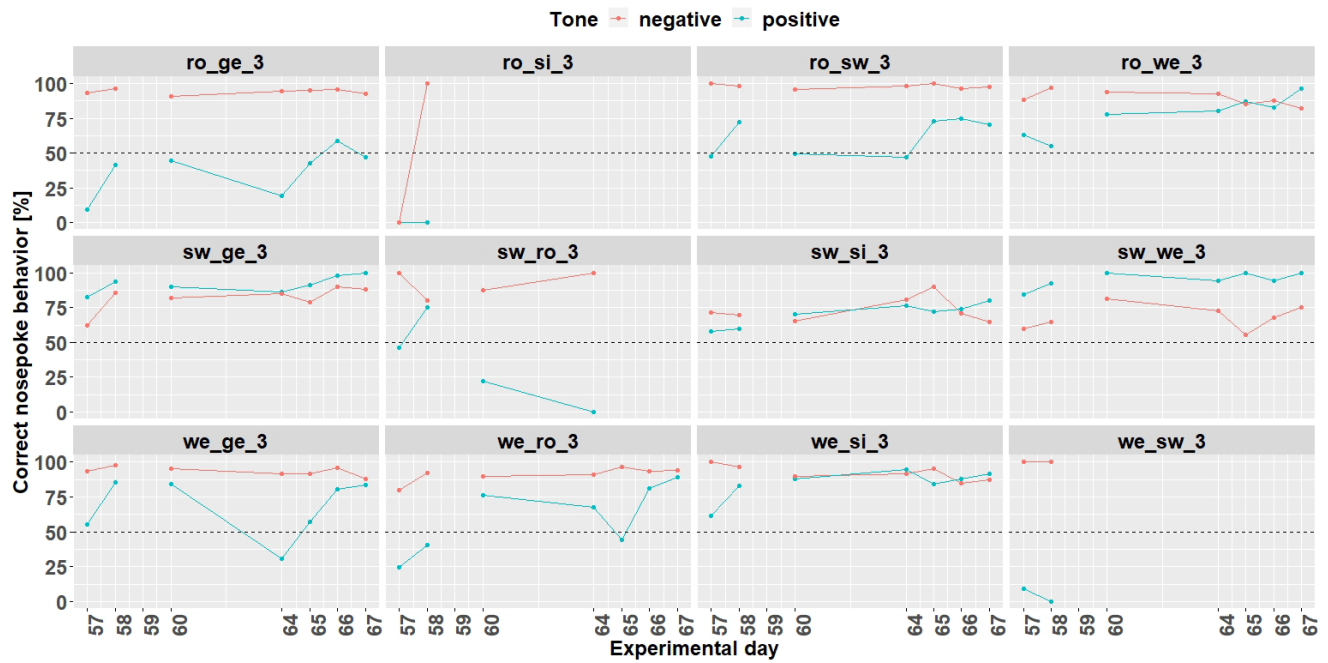 Tone negative positive
ro_ge_3 ro_si_3 ro_sw_3 ro_we_3
100
75
50
25
0
sw_ge_3 sw_ro_3 sw_si_3 sw_we_3
100
75
50
25
0
we_ge_3 we_ro_3 we_si_3 we_sw_3
100
75
50
25
0
Correct nosepoke behavior [%]
57 58 59 60 64 65 66 67 57 58 59 60 64 65 66 67 57 58 59 60 64 65 66 67 57 58 59 60 64 65 66 67
Experimental day